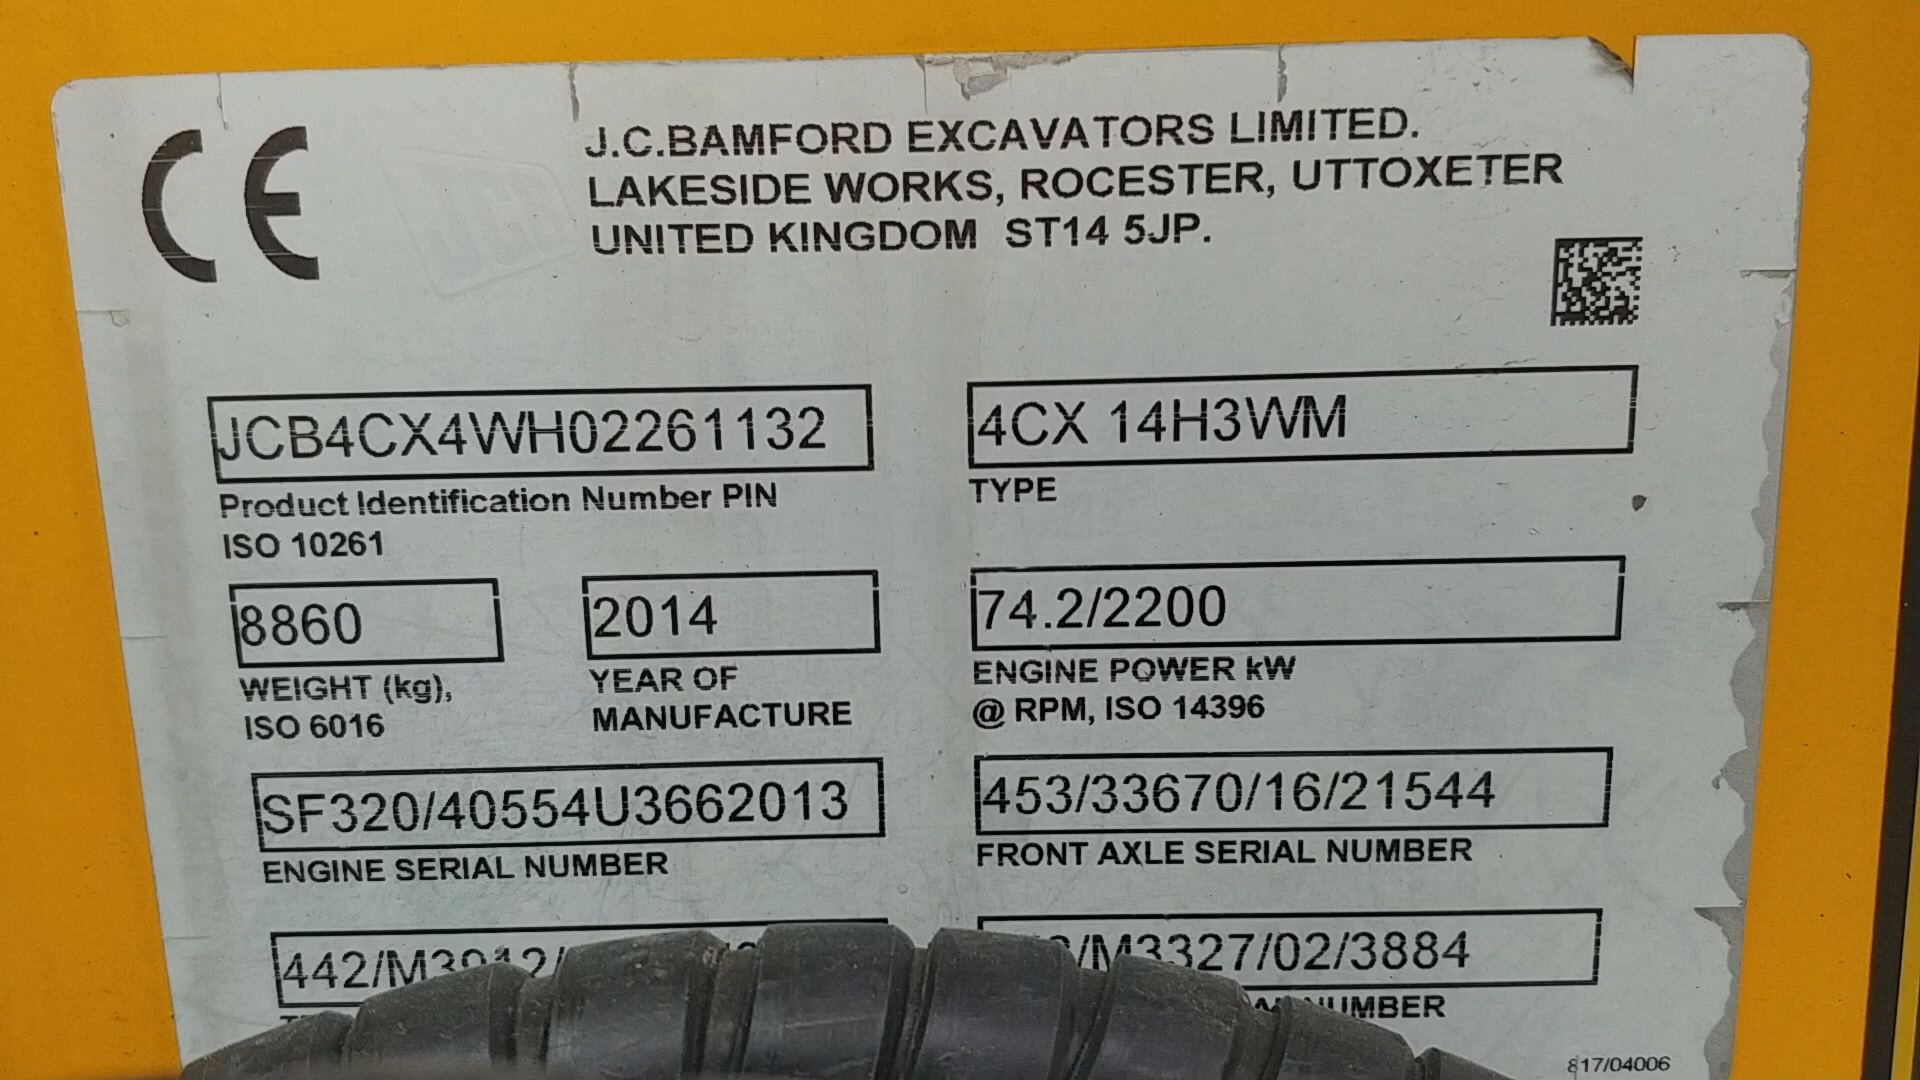 CE
J.C.BAMFORD EXCAVATORS LIMITED.
LAKESIDE WORKS, ROCESTER, UTTOXETER
UNITED KINGDOM ST14 5JP.
JCB
JCB4CX4WH02261132
Product Identification Number PIN
ISO 10261
4CX 14H3WM
TYPE
8860
WEIGHT (kg),
ISO 6016
2014
YEAR OF
MANUFACTURE
74.2/2200
ENGINE POWER kW
@ RPM, ISO 14396
SF320/40554U3662013
ENGINE SERIAL NUMBER
453/33670/16/21544
FRONT AXLE SERIAL NUMBER
/M3327/02/3884
NUMBER
817/04006